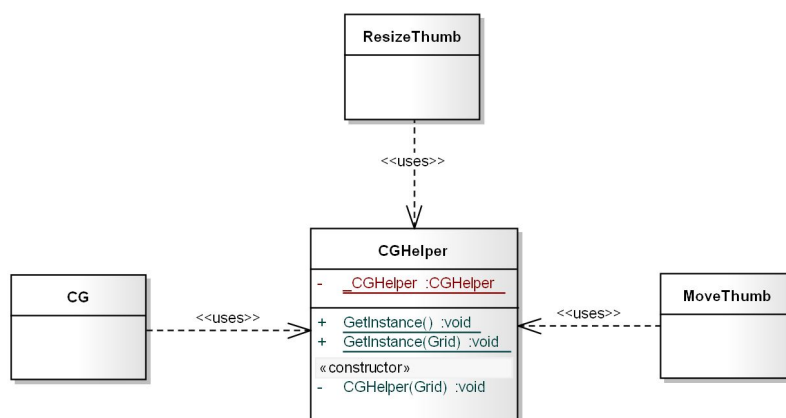 ResizeThumb
<<uses>>
CGHelper
- _CGHelper :CGHelper
CG
<<uses>>
<<uses>>
MoveThumb
+ GetInstance() :void
+ GetInstance(Grid) :void
«constructor»
- CGHelper(Grid) :void